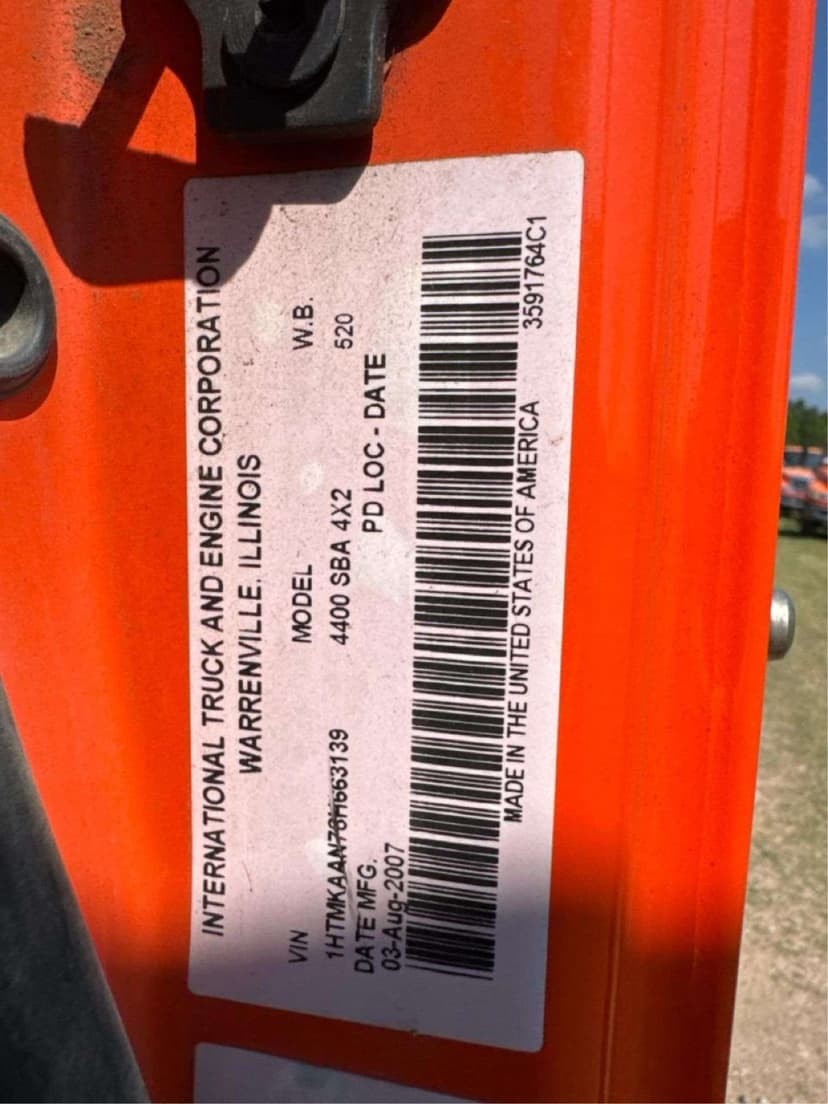 INTERNATIONAL TRUCK AND ENGINE CORPORATION
WARRENVILLE, ILLINOIS
VIN MODEL W.B.
1HTMKAAN78H663139 4400 SBA 4X2 520
DATE MFG. PD LOC - DATE
03-Aug-2007
MADE IN THE UNITED STATES OF AMERICA 3591764C1